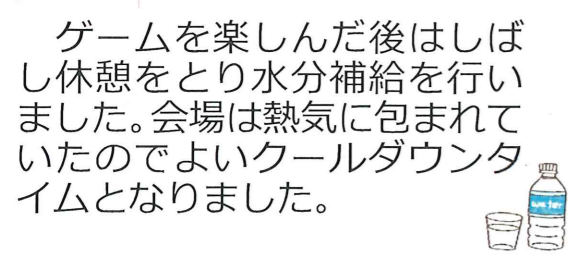 ゲームを楽しんだ後はしば
し休憩をとり水分補給を行い
ました。会場は熱気に包まれて
いたのでよいクールダウンタ
イムとなりました。
water